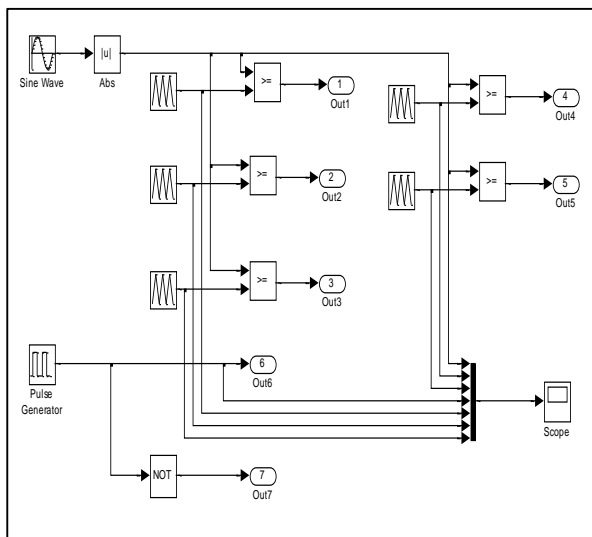 |u|
Sine Wave
Abs
>=
1
Out1
>=
4
Out4
>=
2
Out2
>=
5
Out5
>=
3
Out3
6
Out6
Pulse
Generator
Scope
NOT
7
Out7